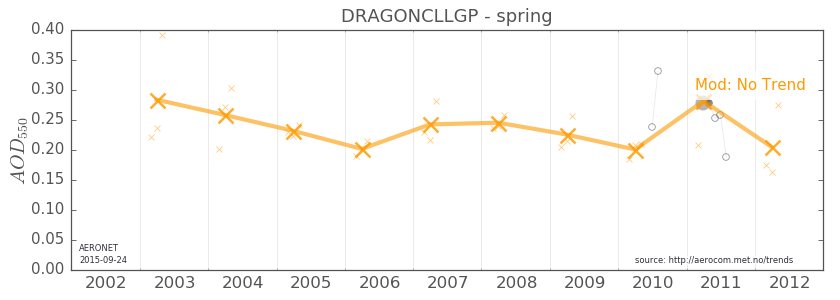 DRAGONCLLGP - spring
0.40
0.35
0.30
0.25
0.20
0.15
0.10
0.05
0.00
AOD550
Mod: No Trend
AERONET
2015-09-24
source: http://aerocom.met.no/trends
2002 2003 2004 2005 2006 2007 2008 2009 2010 2011 2012